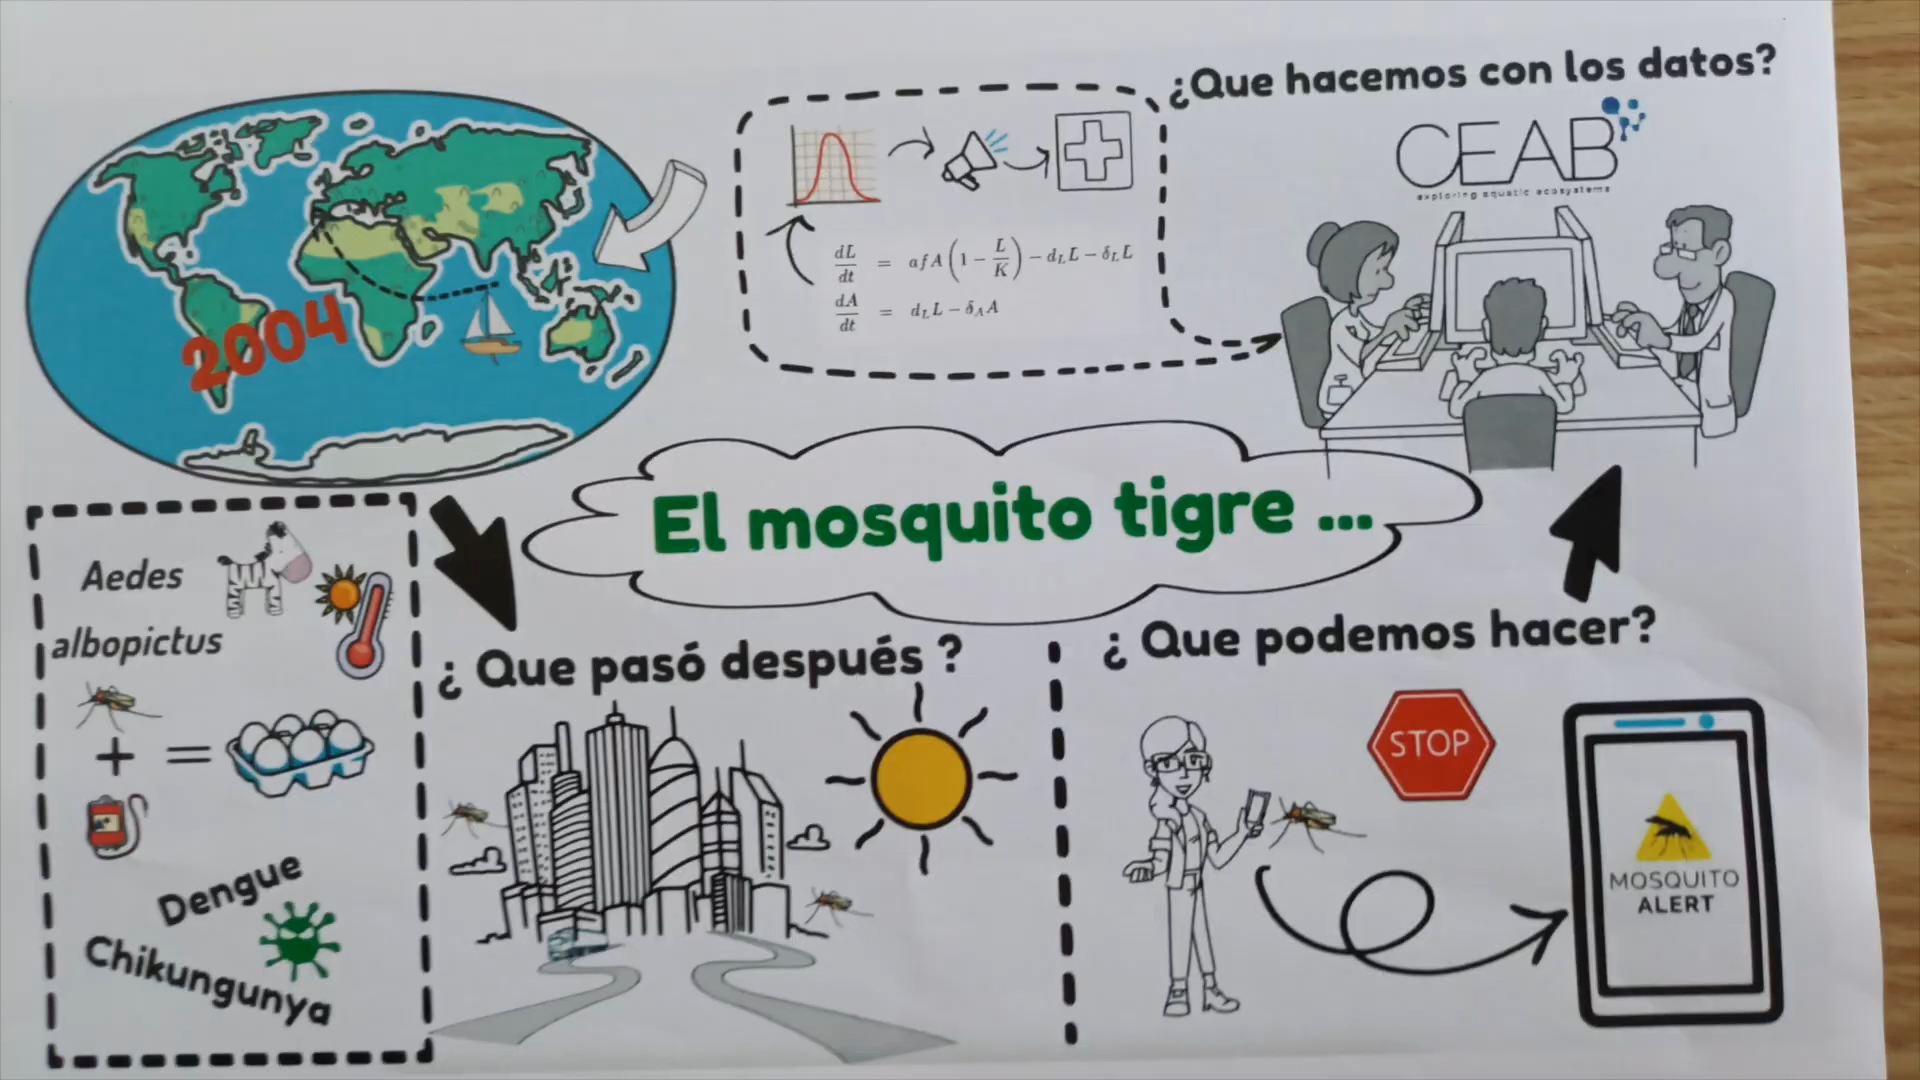 ¿Que hacemos con los datos?
CEAB
exploring aquatic ecosystems
2004
dL/dt = afA(1 - L/K) - d_L L - δ_L L
dA/dt = d_L L - δ_A A
El mosquito tigre ...
Aedes
albopictus
+ =
Dengue
Chikungunya
¿ Que pasó después ?
¿ Que podemos hacer?
STOP
MOSQUITO
ALERT